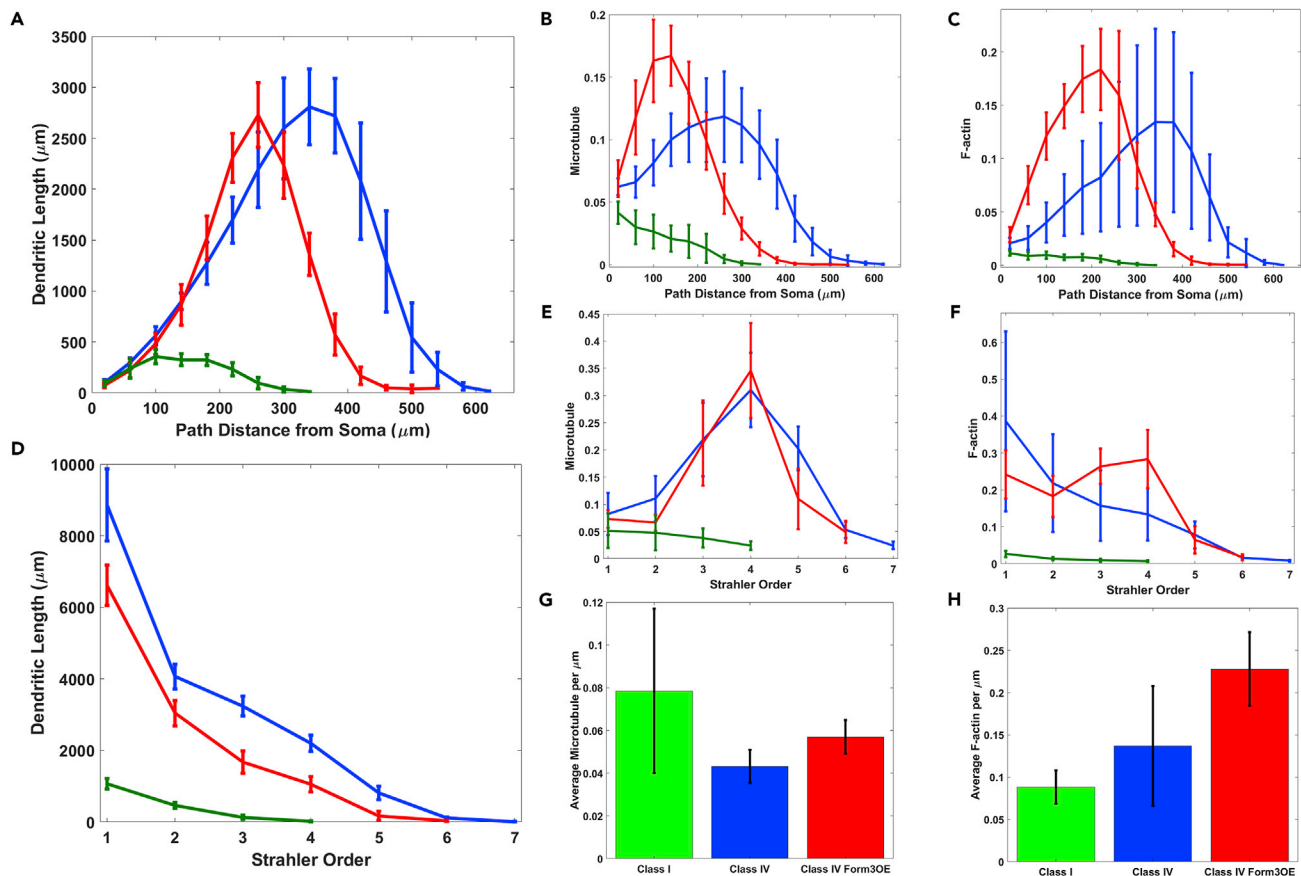 A
3500
3000
2500
2000
1500
1000
500
0
Dendritic Length (μm)
0 100 200 300 400 500 600
Path Distance from Soma (μm)
B
0.2
0.15
0.1
0.05
0
Microtubule
0 100 200 300 400 500 600
Path Distance from Soma (μm)
C
0.2
0.15
0.1
0.05
0
F-actin
0 100 200 300 400 500 600
Path Distance from Soma (μm)
D
10000
8000
6000
4000
2000
0
Dendritic Length (μm)
1 2 3 4 5 6 7
Strahler Order
E
0.45
0.4
0.35
0.3
0.25
0.2
0.15
0.1
0.05
0
Microtubule
1 2 3 4 5 6 7
Strahler Order
F
0.6
0.5
0.4
0.3
0.2
0.1
0
F-actin
1 2 3 4 5 6 7
Strahler Order
G
0.12
0.1
0.08
0.06
0.04
0.02
0
Average Microtubule per μm
Class I Class IV Class IV Form3OE
H
0.3
0.25
0.2
0.15
0.1
0.05
0
Average F-actin per μm
Class I Class IV Class IV Form3OE